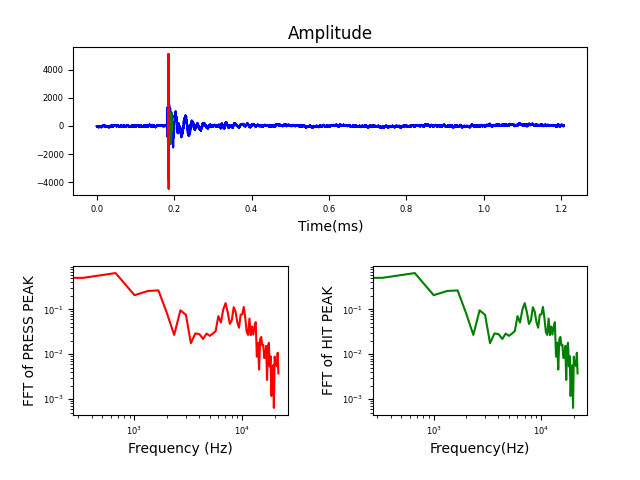 Amplitude
4000
2000
0
−2000
−4000
0.0 0.2 0.4 0.6 0.8 1.0 1.2
Time(ms)
FFT of PRESS PEAK
10⁻¹
10⁻²
10⁻³
10³ 10⁴
Frequency (Hz)
FFT of HIT PEAK
10⁻¹
10⁻²
10⁻³
10³ 10⁴
Frequency(Hz)